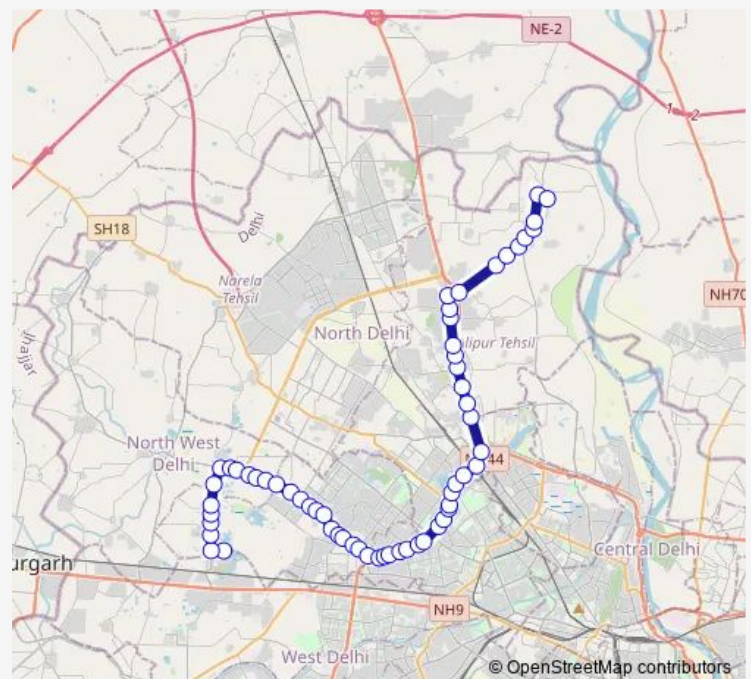 NE-2
1
2
SH18
Delhi
Narela
Tehsil
NH70
North Delhi
lipur Tehsil
Jhajjar
North West
Delhi
44
urgarh
Central Delhi
NH9
West Delhi
© OpenStreetMap contributors